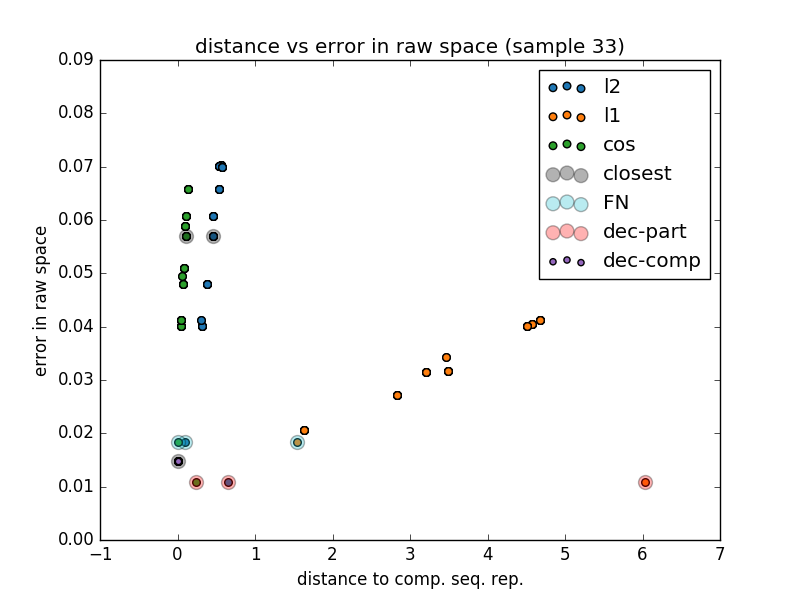 distance vs error in raw space (sample 33)
0.09
0.08
0.07
0.06
0.05
0.04
0.03
0.02
0.01
0.00
error in raw space
l2
l1
cos
closest
FN
dec-part
dec-comp
−1 0 1 2 3 4 5 6 7
distance to comp. seq. rep.